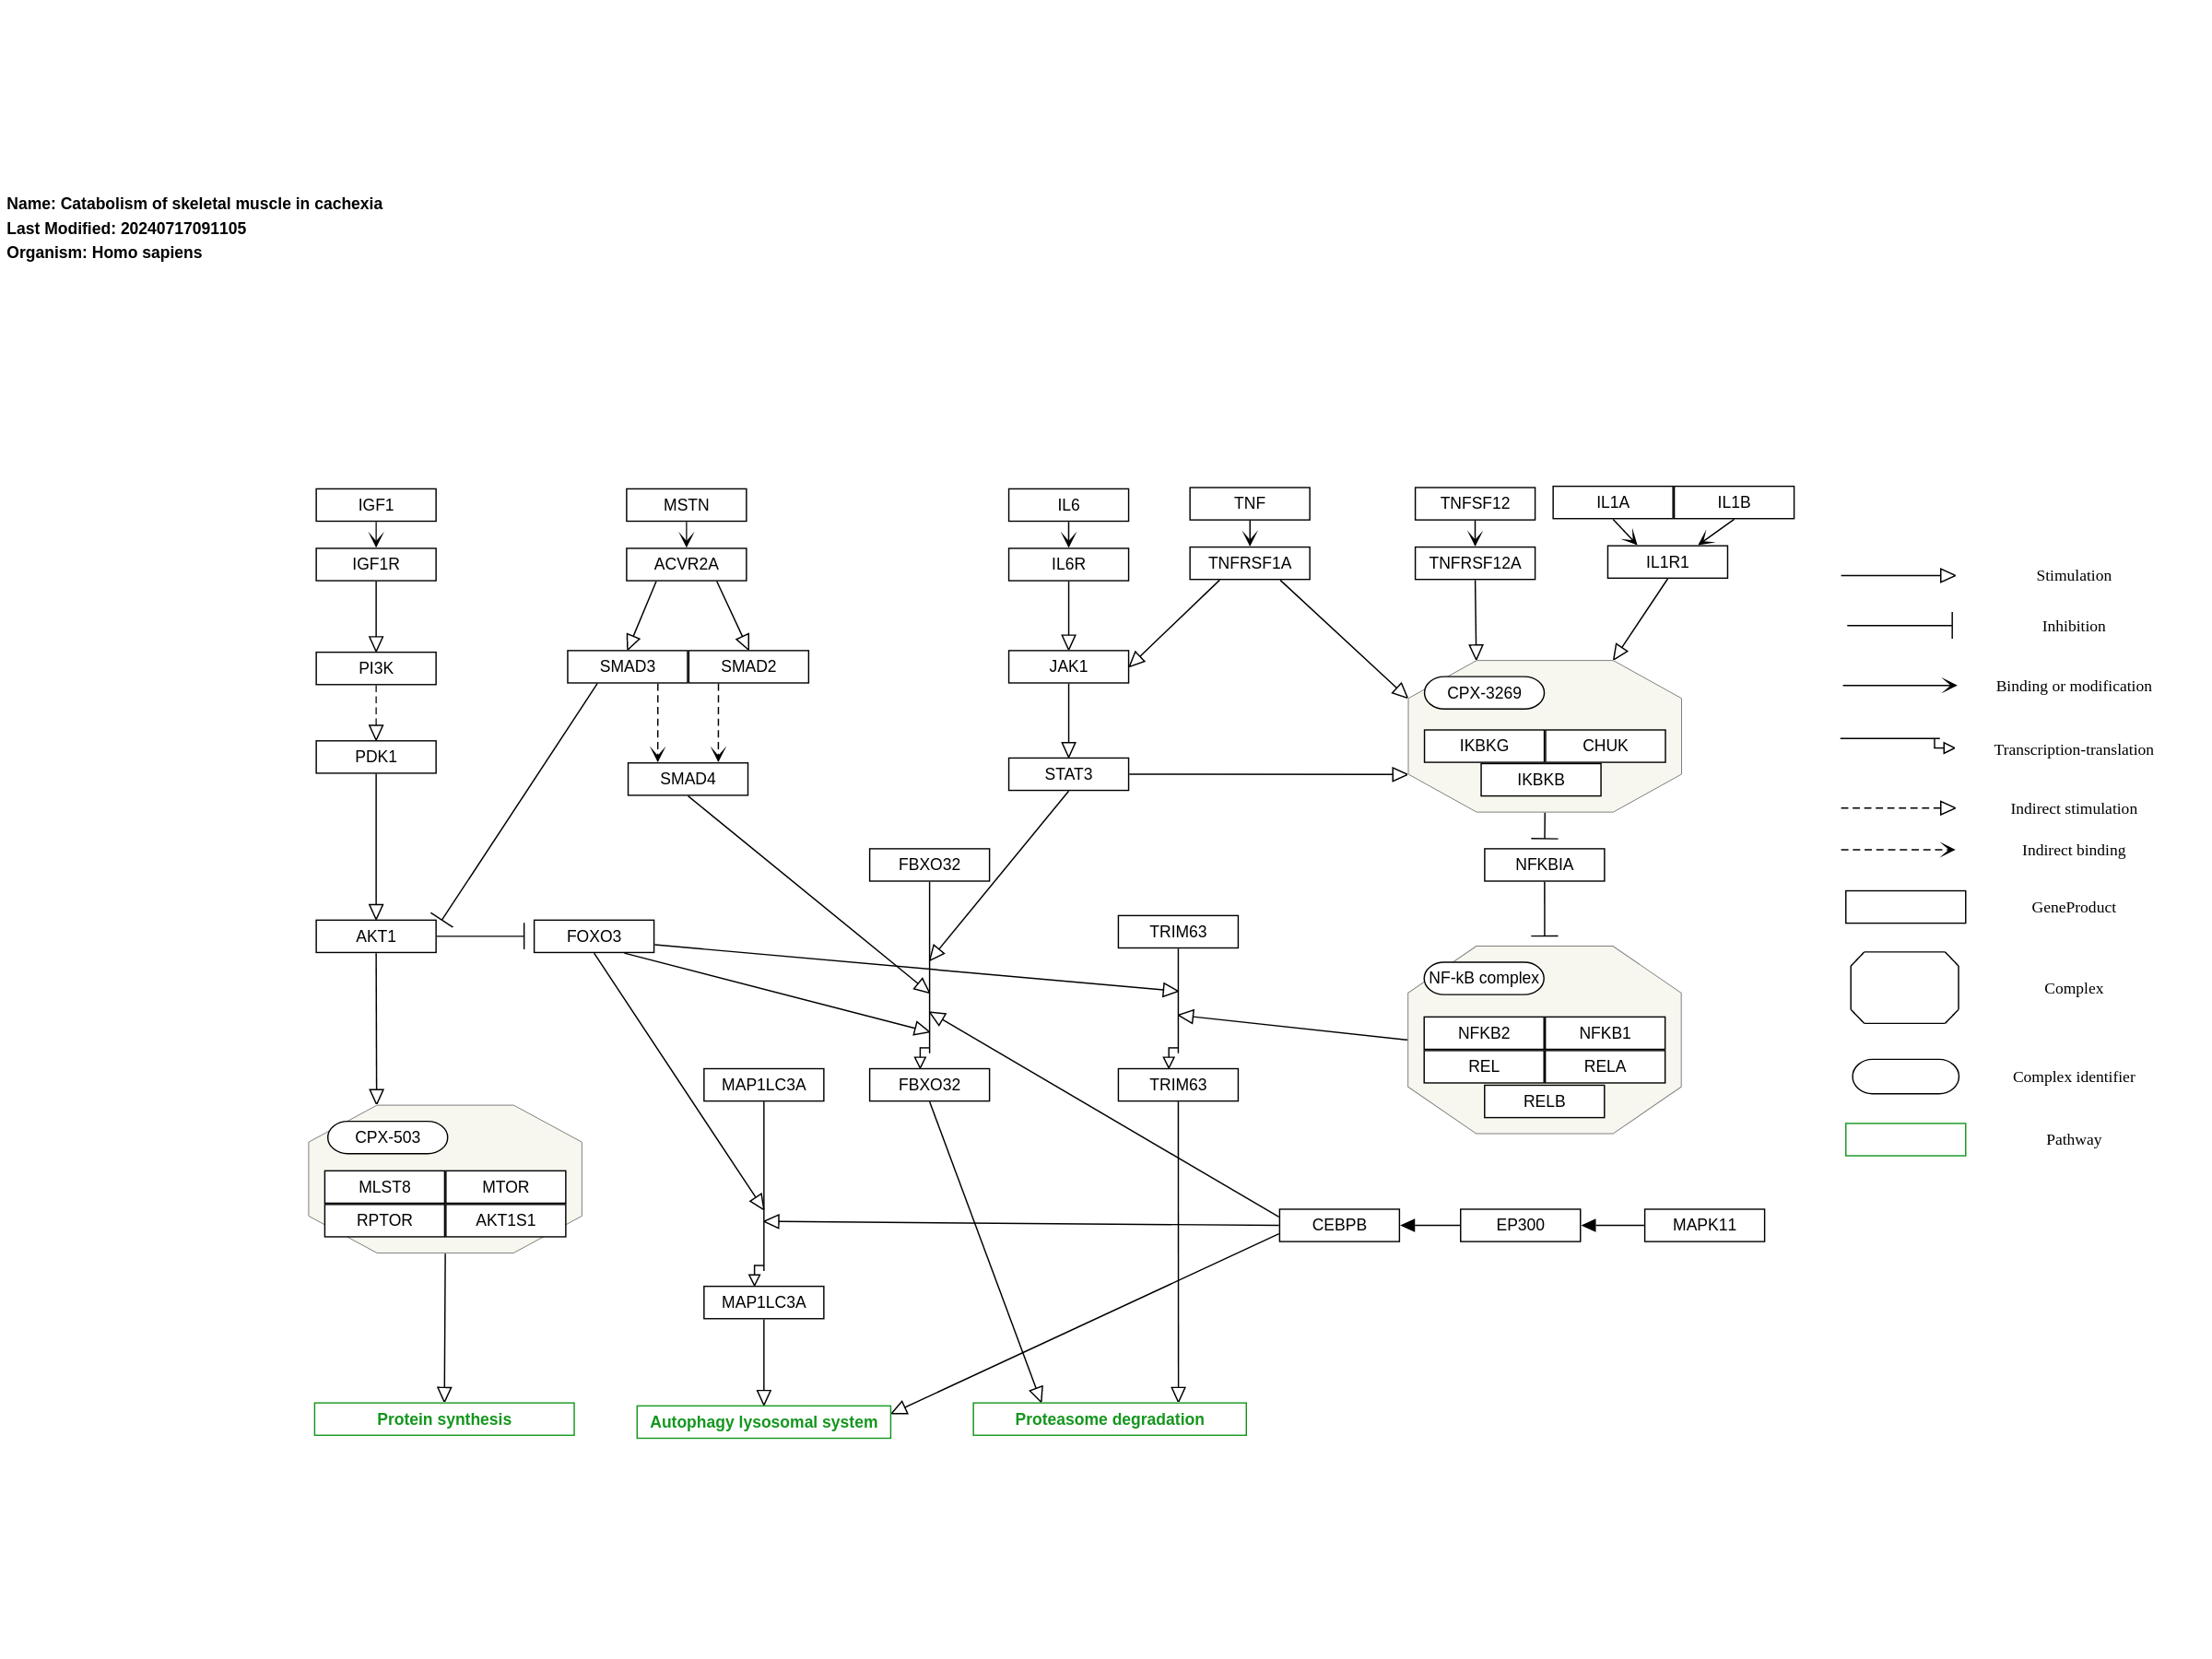 Name: Catabolism of skeletal muscle in cachexia
Last Modified: 20240717091105
Organism: Homo sapiens
IGF1
MSTN
IL6
TNF
TNFSF12
IL1A
IL1B
IGF1R
ACVR2A
IL6R
TNFRSF1A
TNFRSF12A
IL1R1
PI3K
SMAD3
SMAD2
JAK1
CPX-3269
PDK1
SMAD4
STAT3
IKBKG
CHUK
IKBKB
FBXO32
NFKBIA
AKT1
FOXO3
TRIM63
NF-kB complex
NFKB2
NFKB1
REL
RELA
RELB
MAP1LC3A
FBXO32
TRIM63
CPX-503
MLST8
MTOR
RPTOR
AKT1S1
CEBPB
EP300
MAPK11
MAP1LC3A
Protein synthesis
Autophagy lysosomal system
Proteasome degradation
Stimulation
Inhibition
Binding or modification
Transcription-translation
Indirect stimulation
Indirect binding
GeneProduct
Complex
Complex identifier
Pathway